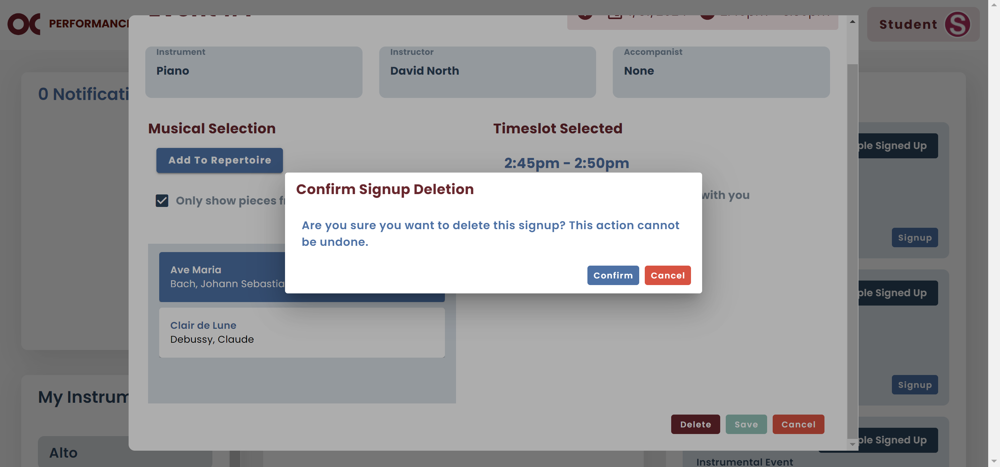 PERFORMANC
Student
0 Notificati
Instrument
Piano
Instructor
David North
Accompanist
None
Musical Selection
Timeslot Selected
Add To Repertoire
2:45pm - 2:50pm
Only show pieces
with you
Confirm Signup Deletion
Are you sure you want to delete this signup? This action cannot
be undone.
Confirm
Cancel
Ave Maria
Bach, Johann Sebastia
Clair de Lune
Debussy, Claude
Delete
Save
Cancel
ple Signed Up
Signup
ple Signed Up
Signup
ple Signed Up
Instrumental Event
My Instrum
Alto